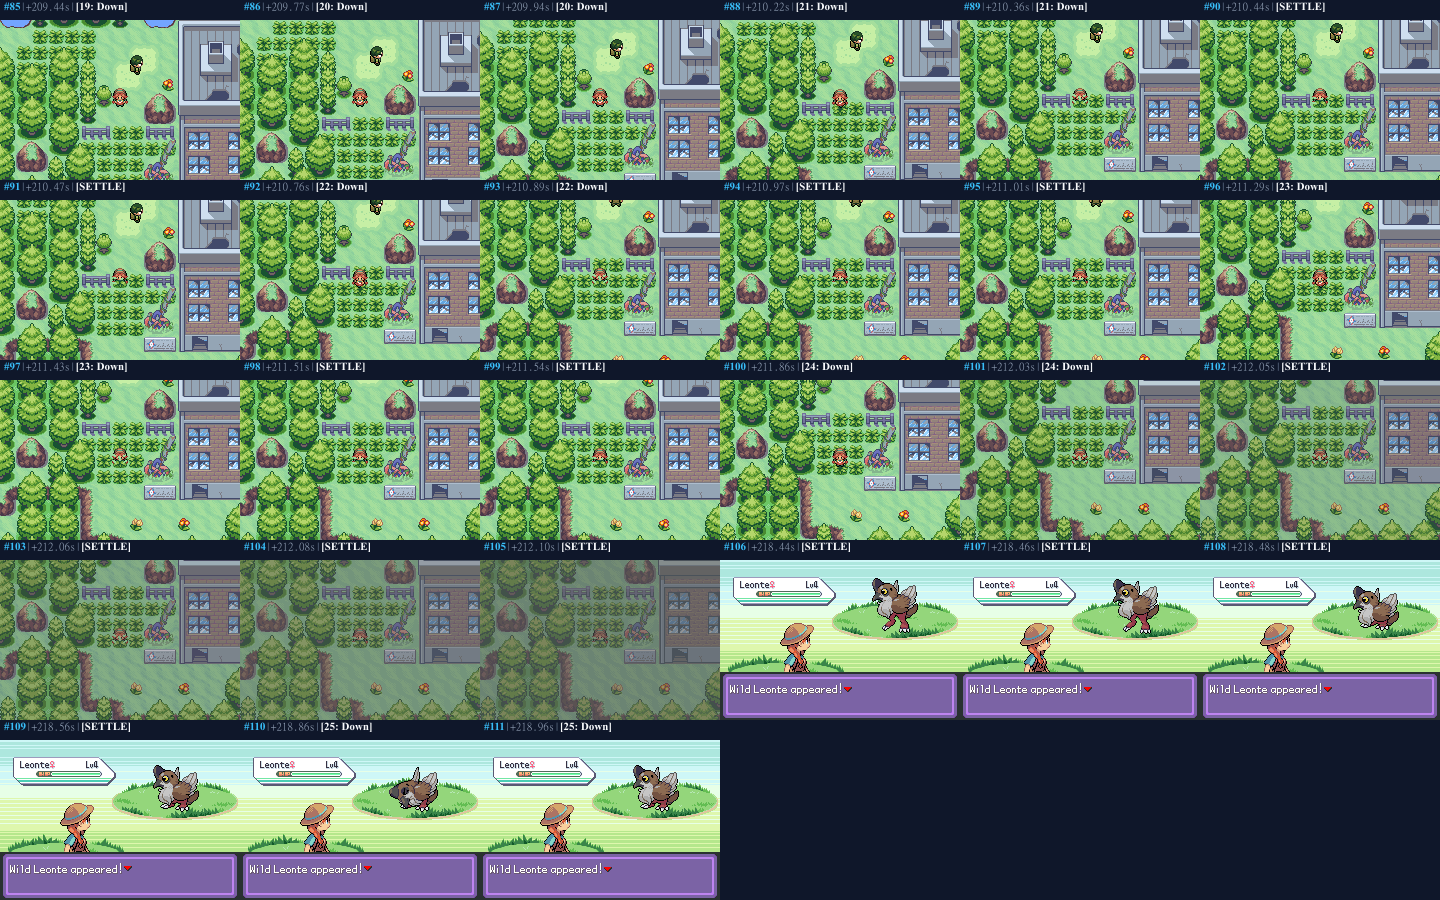 #85|+209.44s|[19: Down]
#86|+209.77s|[20: Down]
#87|+209.94s|[20: Down]
#88|+210.22s|[21: Down]
#89|+210.36s|[21: Down]
#90|+210.44s|[SETTLE]
#91|+210.47s|[SETTLE]
#92|+210.76s|[22: Down]
#93|+210.89s|[22: Down]
#94|+210.97s|[SETTLE]
#95|+211.01s|[SETTLE]
#96|+211.29s|[23: Down]
#97|+211.43s|[23: Down]
#98|+211.51s|[SETTLE]
#99|+211.54s|[SETTLE]
#100|+211.86s|[24: Down]
#101|+212.03s|[24: Down]
#102|+212.05s|[SETTLE]
#103|+212.06s|[SETTLE]
#104|+212.08s|[SETTLE]
#105|+212.10s|[SETTLE]
#106|+218.44s|[SETTLE]
Leonte♀ Lv4
Wild Leonte appeared!
#107|+218.46s|[SETTLE]
Leonte♀ Lv4
Wild Leonte appeared!
#108|+218.48s|[SETTLE]
Leonte♀ Lv4
Wild Leonte appeared!
#109|+218.56s|[SETTLE]
Leonte♀ Lv4
Wild Leonte appeared!
#110|+218.86s|[25: Down]
Leonte♀ Lv4
Wild Leonte appeared!
#111|+218.96s|[25: Down]
Leonte♀ Lv4
Wild Leonte appeared!